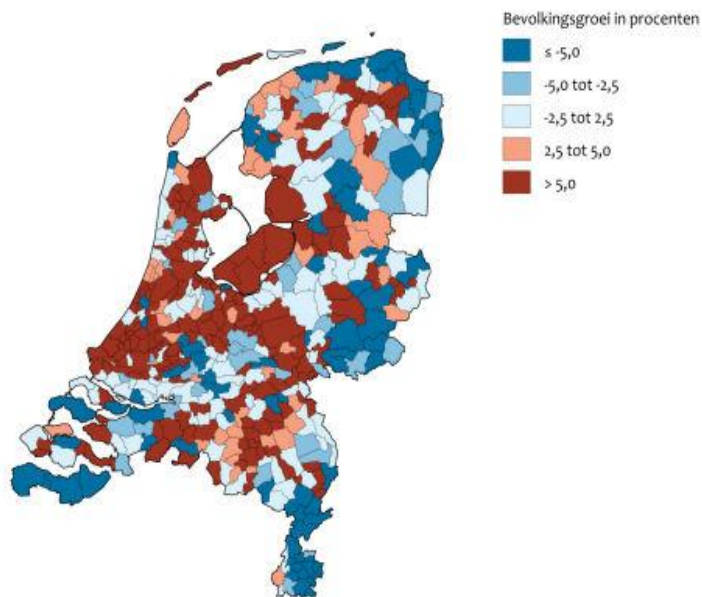 Bevolkingsgroei in procenten
≤ -5,0
-5,0 tot -2,5
-2,5 tot 2,5
2,5 tot 5,0
> 5,0